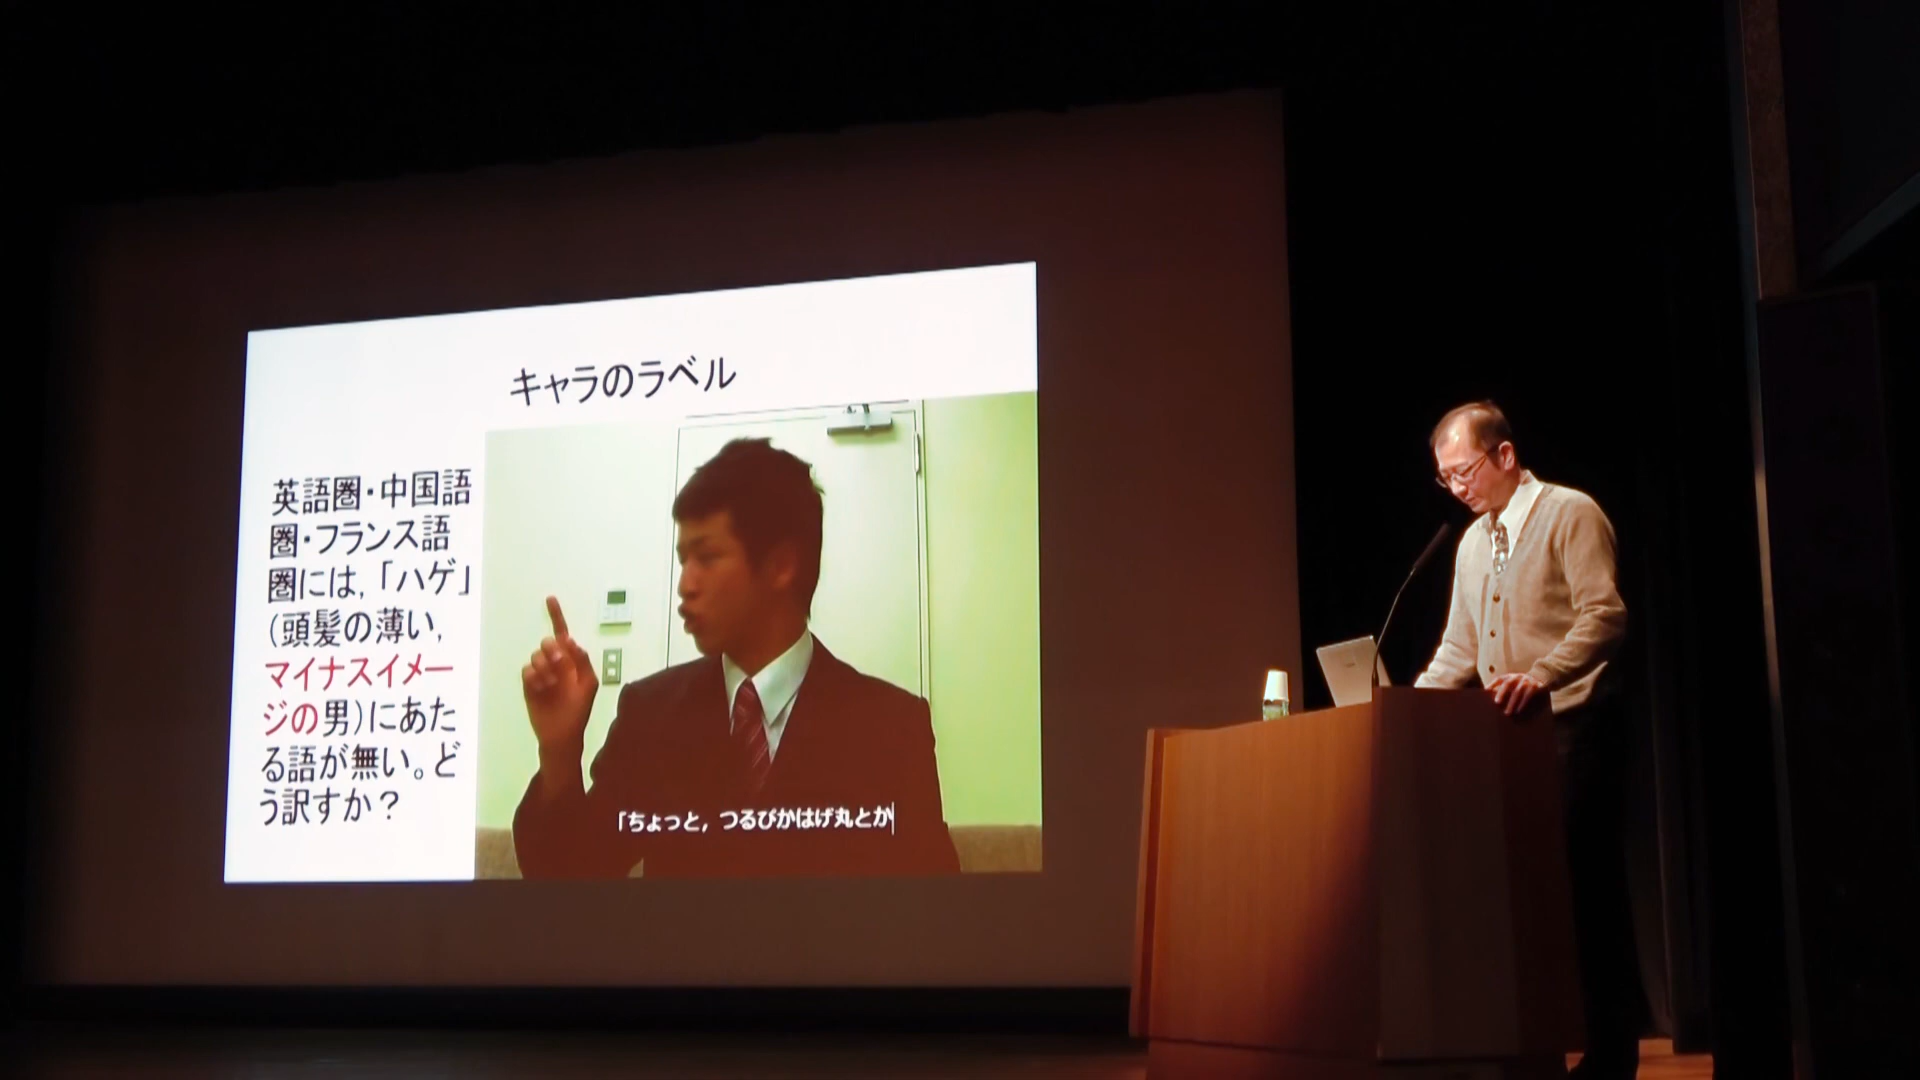 キャラのラベル
英語圏・中国語
圏・フランス語
圏には,「ハゲ」
(頭髪の薄い,
マイナスイメー
ジの男)にあた
る語が無い。ど
う訳すか？
「ちょっと, つるぴかはげ丸とか